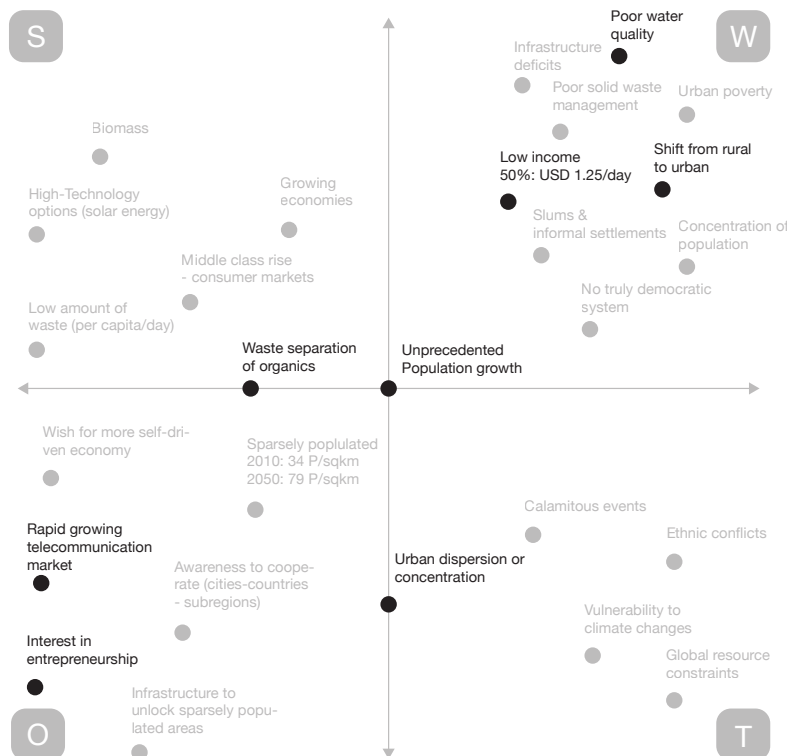 S
W
Poor water
quality
Infrastructure
deficits
Poor solid waste
management
Urban poverty
Biomass
Low income
50%: USD 1.25/day
Shift from rural
to urban
High-Technology
options (solar energy)
Growing
economies
Slums &
informal settlements
Concentration of
population
Middle class rise
- consumer markets
No truly democratic
system
Low amount of
waste (per capita/day)
Waste separation
of organics
Unprecedented
Population growth
Wish for more self-dri-
ven economy
Sparsely poplulated
2010: 34 P/sqkm
2050: 79 P/sqkm
Calamitous events
Rapid growing
telecommunication
market
Ethnic conflicts
Awareness to coope-
rate (cities-countries
- subregions)
Urban dispersion or
concentration
Vulnerability to
climate changes
Interest in
entrepreneurship
Global resource
constraints
Infrastructure to
unlock sparsely popu-
lated areas
O
T